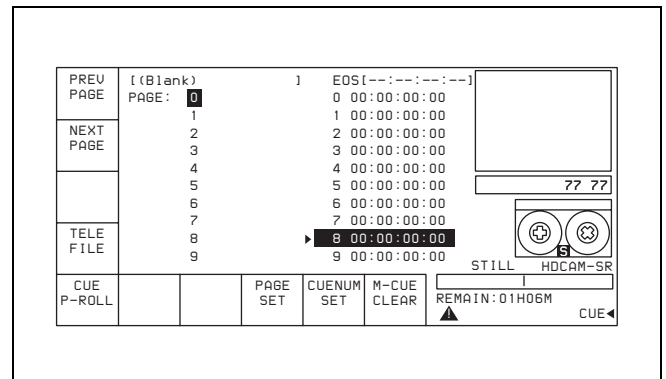 PREV PAGE
NEXT PAGE
TELE FILE
[(Blank) ] EOS[--:--:--:--]
PAGE: 0 0 00:00:00:00
1 1 00:00:00:00
2 2 00:00:00:00
3 3 00:00:00:00
4 4 00:00:00:00
5 5 00:00:00:00
6 6 00:00:00:00
7 7 00:00:00:00
8 ▶ 8 00:00:00:00
9 9 00:00:00:00
77 77
S
STILL HDCAM-SR
CUE P-ROLL
PAGE SET
CUENUM SET
M-CUE CLEAR
REMAIN:01H06M
CUE◀